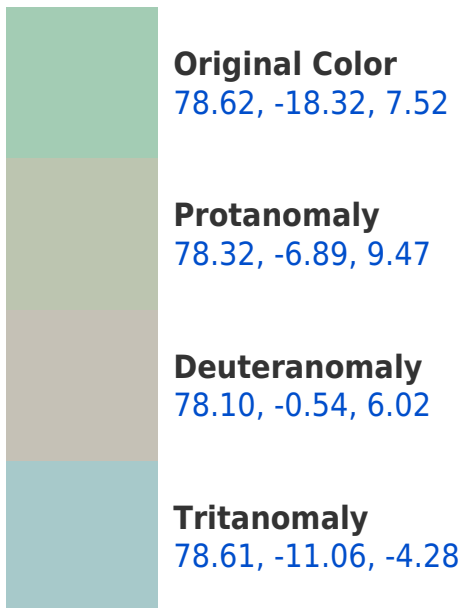 Original Color
78.62, -18.32, 7.52
Protanomaly
78.32, -6.89, 9.47
Deuteranomaly
78.10, -0.54, 6.02
Tritanomaly
78.61, -11.06, -4.28